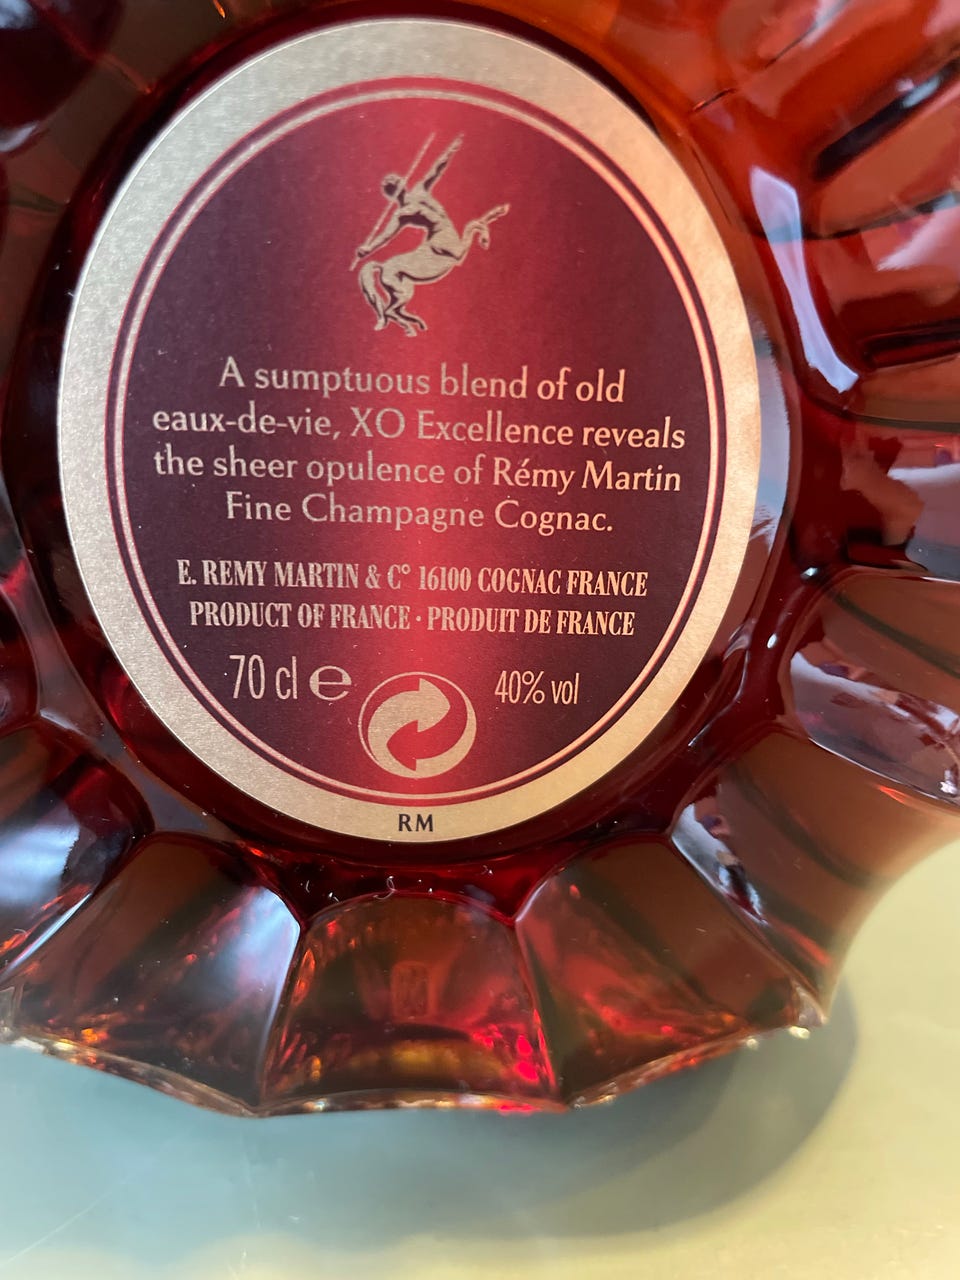 A sumptuous blend of old
eaux-de-vie, XO Excellence reveals
the sheer opulence of Rémy Martin
Fine Champagne Cognac.
E. REMY MARTIN & C° 16100 COGNAC FRANCE
PRODUCT OF FRANCE · PRODUIT DE FRANCE
70 cl ℮ 40% vol
RM